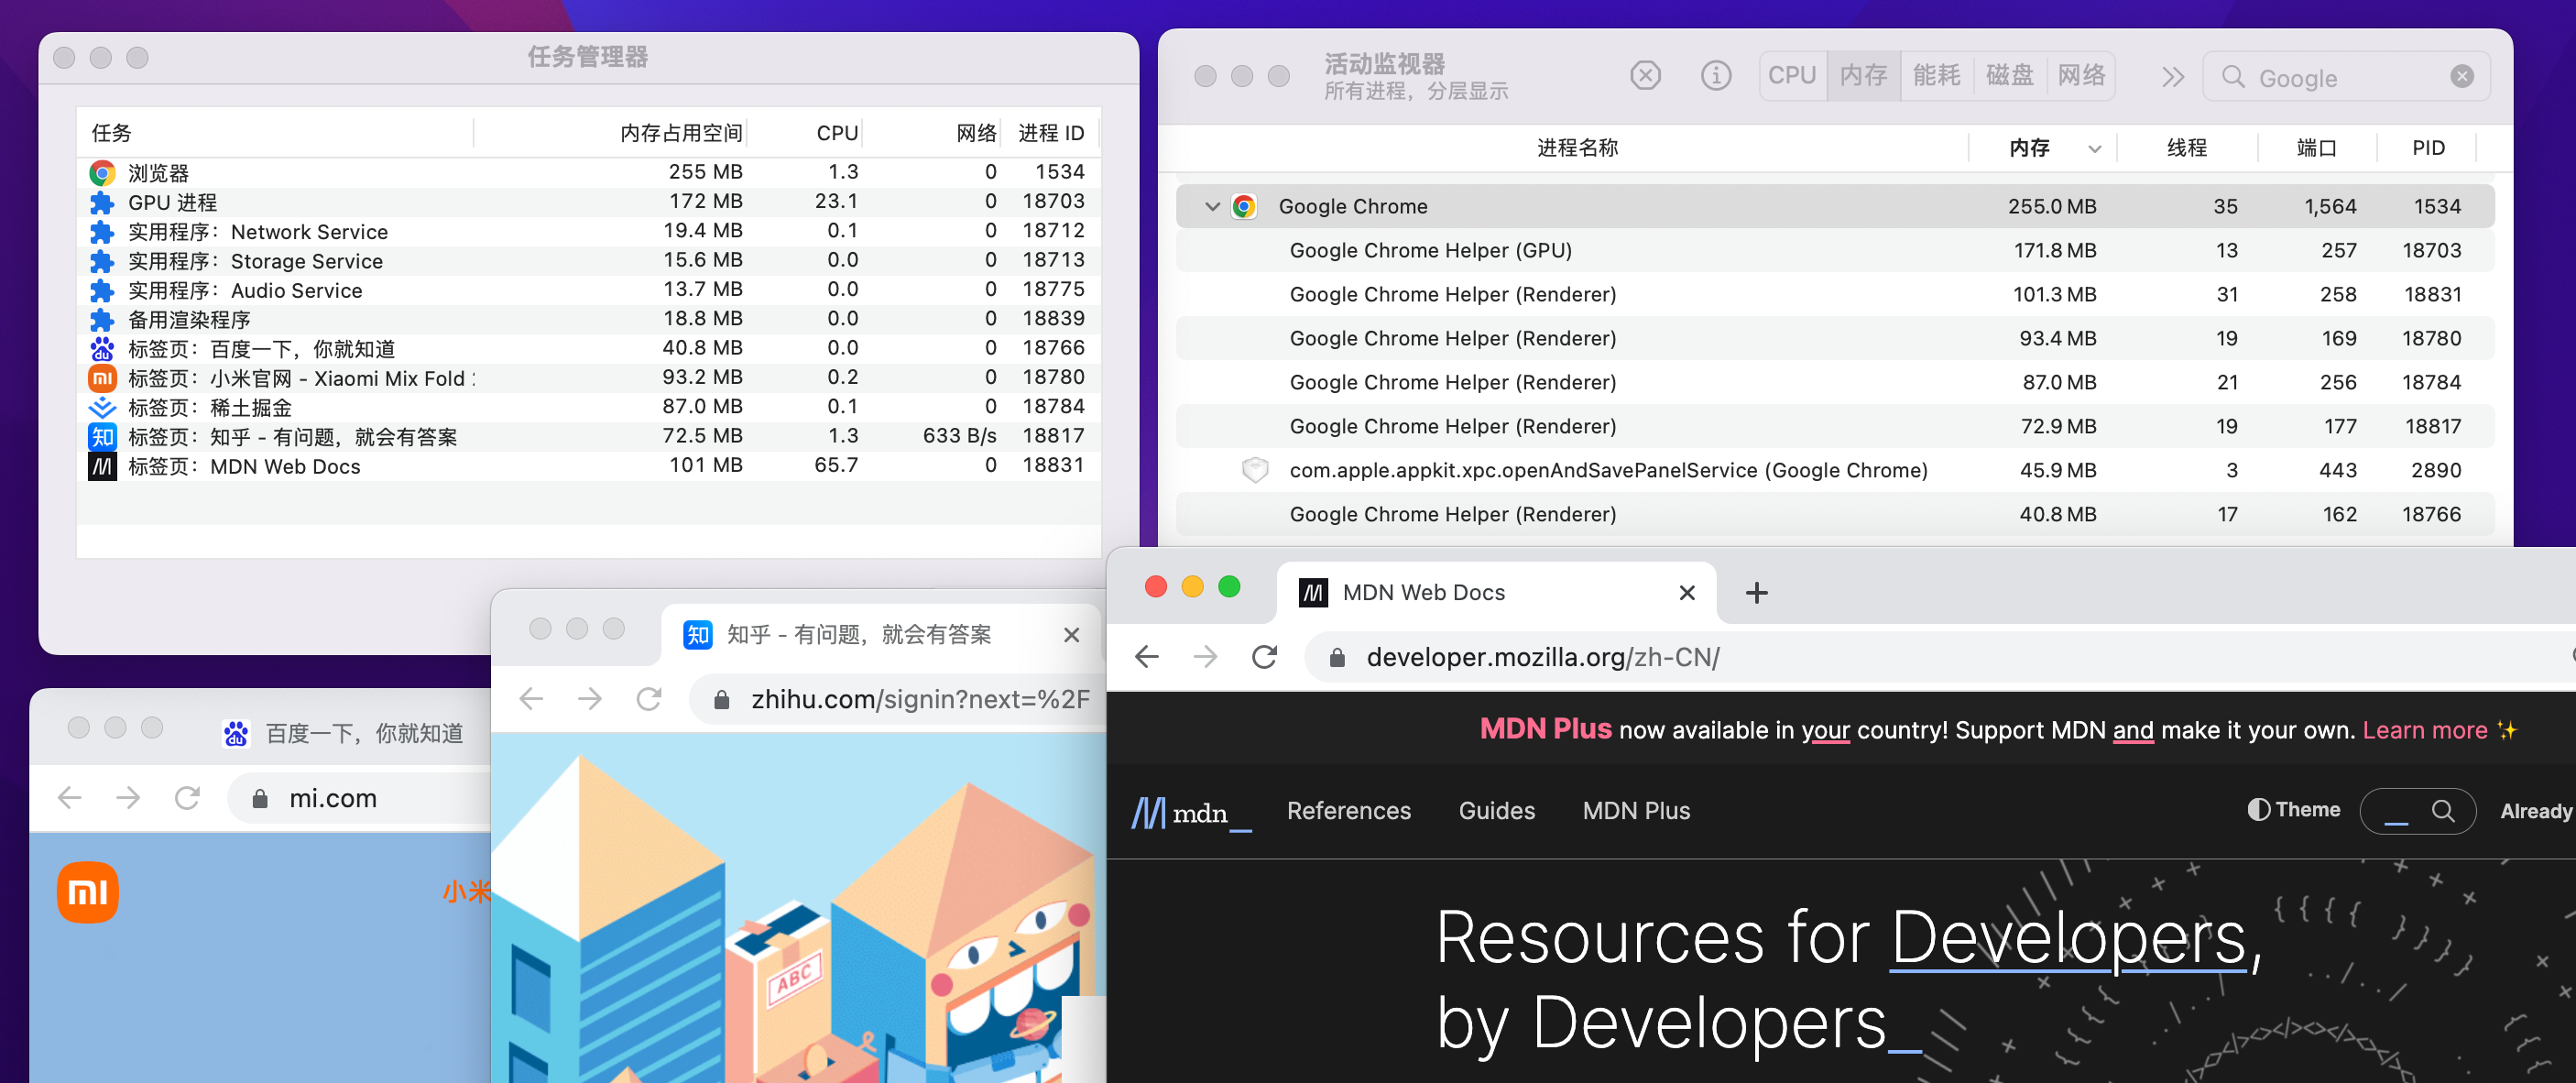 任务管理器
任务 内存占用空间 CPU 网络 进程 ID
浏览器 255 MB 1.3 0 1534
GPU 进程 172 MB 23.1 0 18703
实用程序：Network Service 19.4 MB 0.1 0 18712
实用程序：Storage Service 15.6 MB 0.0 0 18713
实用程序：Audio Service 13.7 MB 0.0 0 18775
备用渲染程序 18.8 MB 0.0 0 18839
du 标签页：百度一下，你就知道 40.8 MB 0.0 0 18766
mi 标签页：小米官网 - Xiaomi Mix Fold 93.2 MB 0.2 0 18780
标签页：稀土掘金 87.0 MB 0.1 0 18784
知 标签页：知乎 - 有问题，就会有答案 72.5 MB 1.3 633 B/s 18817
标签页：MDN Web Docs 101 MB 65.7 0 18831
活动监视器
所有进程，分层显示
CPU 内存 能耗 磁盘 网络 Google
进程名称 内存 线程 端口 PID
Google Chrome 255.0 MB 35 1,564 1534
Google Chrome Helper (GPU) 171.8 MB 13 257 18703
Google Chrome Helper (Renderer) 101.3 MB 31 258 18831
Google Chrome Helper (Renderer) 93.4 MB 19 169 18780
Google Chrome Helper (Renderer) 87.0 MB 21 256 18784
Google Chrome Helper (Renderer) 72.9 MB 19 177 18817
com.apple.appkit.xpc.openAndSavePanelService (Google Chrome) 45.9 MB 3 443 2890
Google Chrome Helper (Renderer) 40.8 MB 17 162 18766
du 百度一下，你就知道
mi.com
mi 小米
知 知乎 - 有问题，就会有答案
zhihu.com/signin?next=%2F
ABC
MDN Web Docs
developer.mozilla.org/zh-CN/
MDN Plus now available in your country! Support MDN and make it your own. Learn more ✨
mdn_ References Guides MDN Plus Theme Already
Resources for Developers,
by Developers_